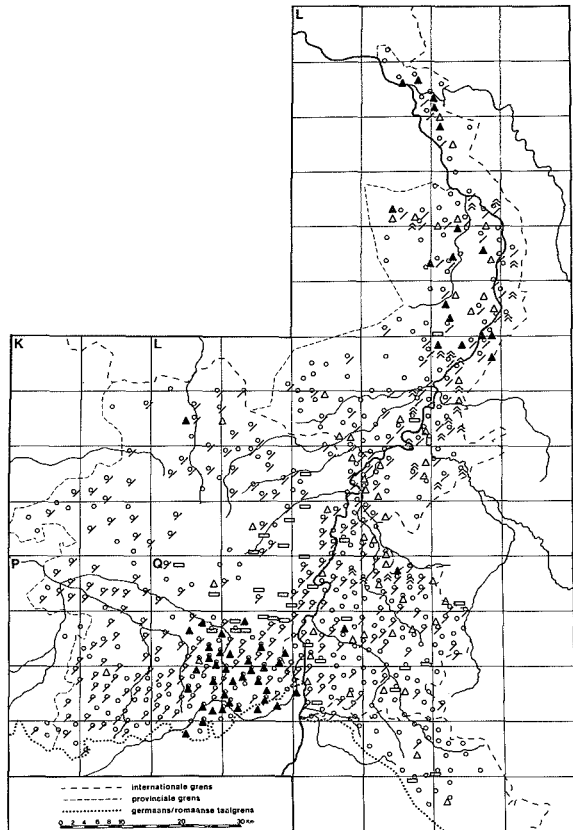 L
K
L
P
Q
internationale grens
provinciale grens
germaans/romaanse taalgrens
0 2 4 6 8 10 20 30 Km